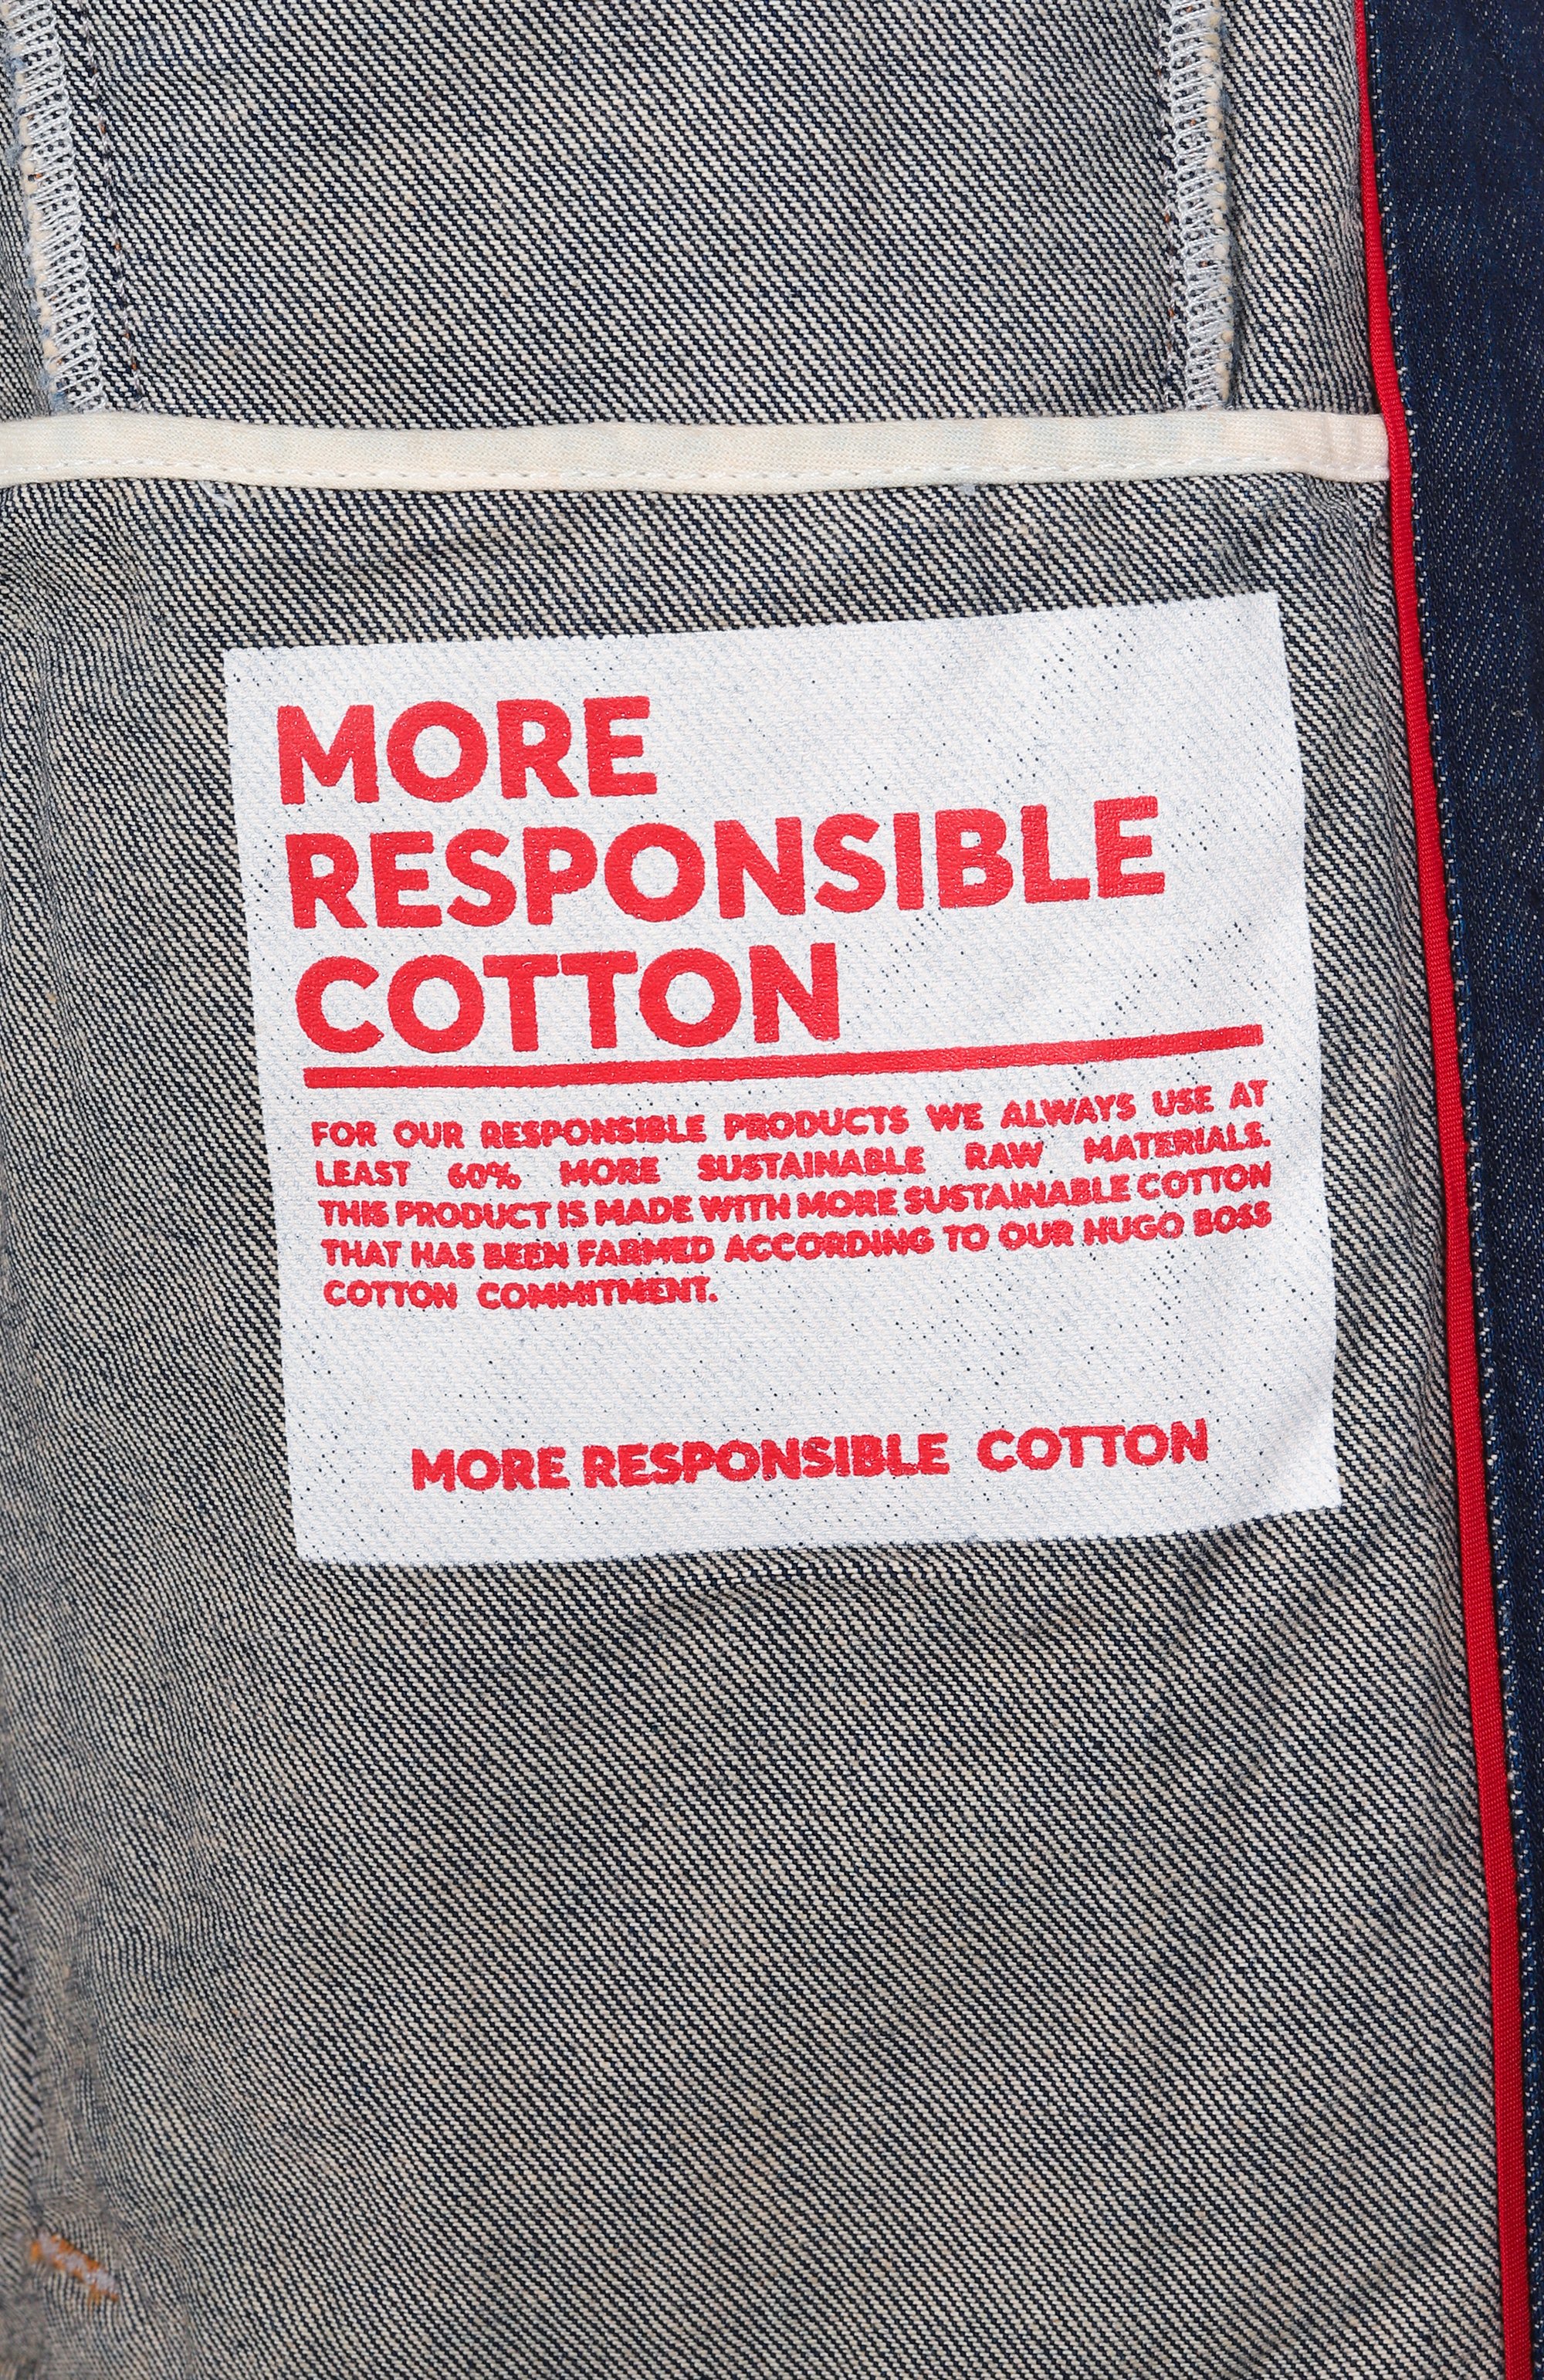 MORE
RESPONSIBLE
COTTON
FOR OUR RESPONSIBLE PRODUCTS WE ALWAYS USE AT
LEAST 60% MORE SUSTAINABLE RAW MATERIALS.
THIS PRODUCT IS MADE WITH MORE SUSTAINABLE COTTON
THAT HAS BEEN FARMED ACCORDING TO OUR HUGO BOSS
COTTON COMMITMENT.
MORE RESPONSIBLE COTTON